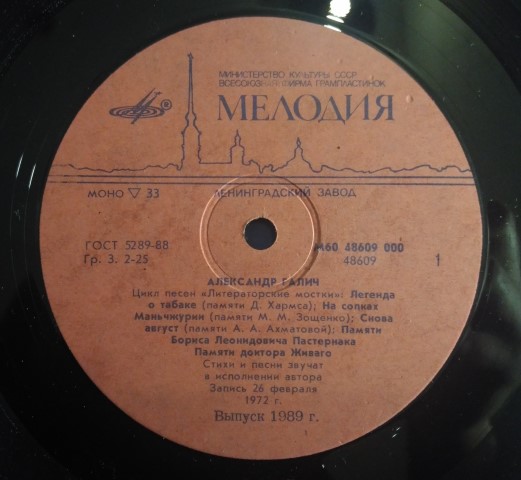 МИНИСТЕРСТВО КУЛЬТУРЫ СССР
ВСЕСОЮЗНАЯ ФИРМА ГРАМПЛАСТИНОК
МЕЛОДИЯ
®
МОНО ▽ 33
ЛЕНИНГРАДСКИЙ ЗАВОД
ГОСТ 5289-88
Гр. 3. 2-25
М60 48609 000
48609
1
АЛЕКСАНДР ГАЛИЧ
Цикл песен «Литераторские мостки»: Легенда
о табаке (памяти Д. Хармса); На сопках
Маньчжурии (памяти М. М. Зощенко); Снова
август (памяти А. А. Ахматовой); Памяти
Бориса Леонидовича Пастернака
Памяти доктора Живаго
Стихи и песни звучат
в исполнении автора
Запись 26 февраля
1972 г.
Выпуск 1989 г.